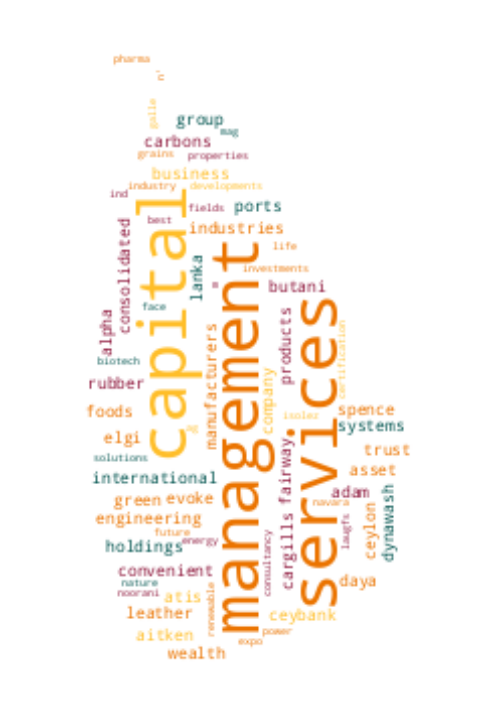 pharma
c
galle
group
mag
carbons
grains
properties
business
industry
developments
ind
capital
fields
ports
best
industries
consolidated
life
lanka
management
investments
butani
face
services
alpha
products
manufacturers
certification
biotech
rubber
company
foods
isolez
spence
systems
ag
elgi
fairway
trust
solutions
asset
international
adam
green
evoke
navara
ceylon
dynawash
engineering
cargills
laugfs
future
energy
holdings
consultancy
convenient
daya
nature
noorani
atis
renewable
leather
ceybank
aitken
power
expo
wealth